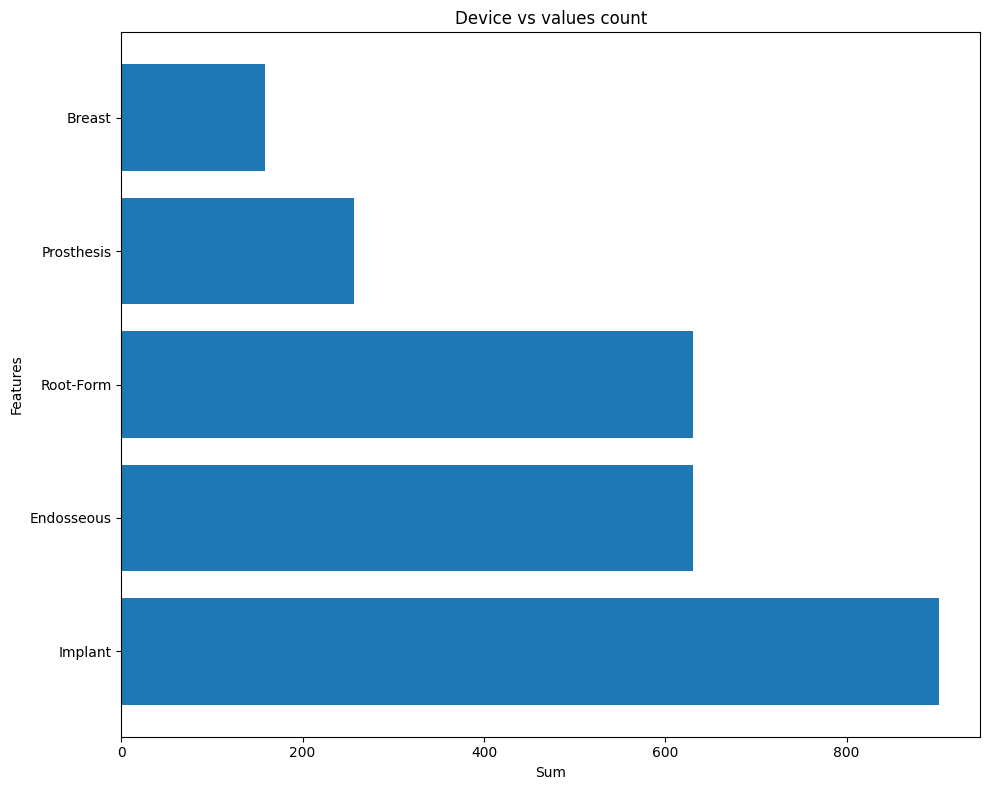 Device vs values count
Breast
Prosthesis
Root-Form
Endosseous
Implant
Features
0 200 400 600 800
Sum